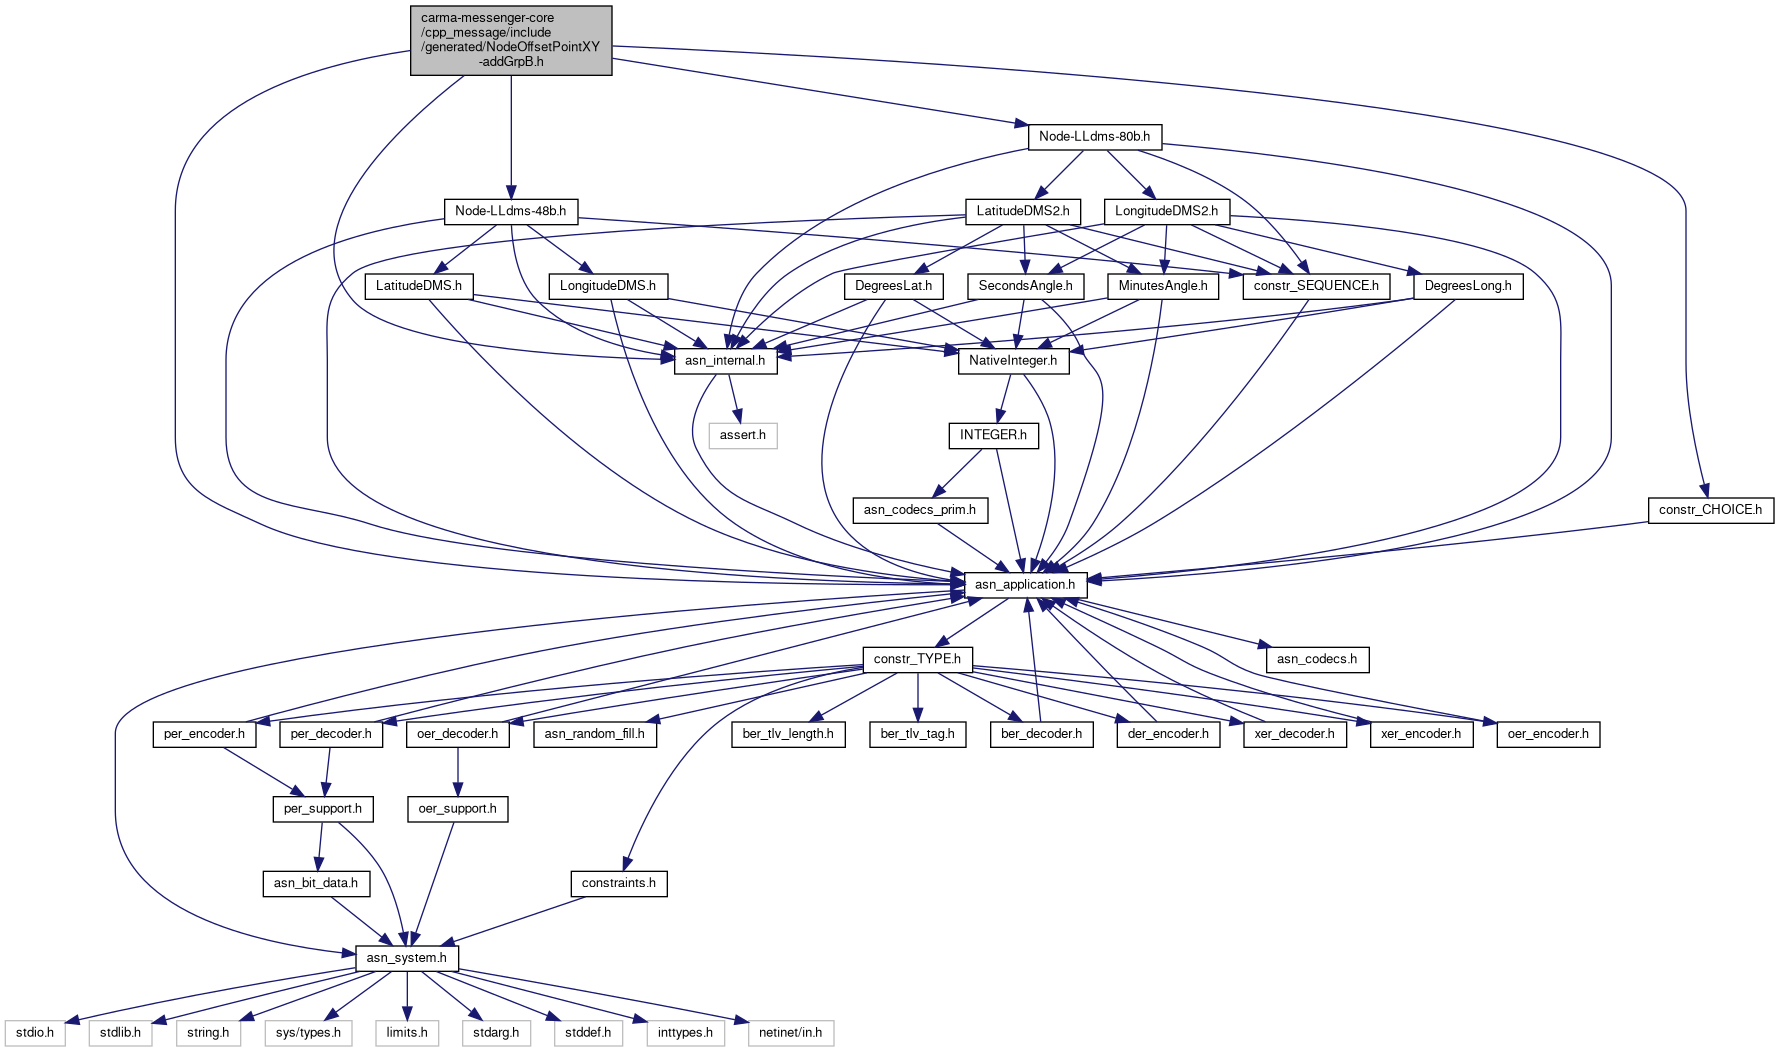 carma-messenger-core
/cpp_message/include
/generated/NodeOffsetPointXY
-addGrpB.h
Node-LLdms-80b.h
Node-LLdms-48b.h
LatitudeDMS2.h
LongitudeDMS2.h
LatitudeDMS.h
LongitudeDMS.h
DegreesLat.h
SecondsAngle.h
MinutesAngle.h
constr_SEQUENCE.h
DegreesLong.h
asn_internal.h
NativeInteger.h
assert.h
INTEGER.h
asn_codecs_prim.h
constr_CHOICE.h
asn_application.h
constr_TYPE.h
asn_codecs.h
per_encoder.h
per_decoder.h
oer_decoder.h
asn_random_fill.h
ber_tlv_length.h
ber_tlv_tag.h
ber_decoder.h
der_encoder.h
xer_decoder.h
xer_encoder.h
oer_encoder.h
per_support.h
oer_support.h
asn_bit_data.h
constraints.h
asn_system.h
stdio.h
stdlib.h
string.h
sys/types.h
limits.h
stdarg.h
stddef.h
inttypes.h
netinet/in.h